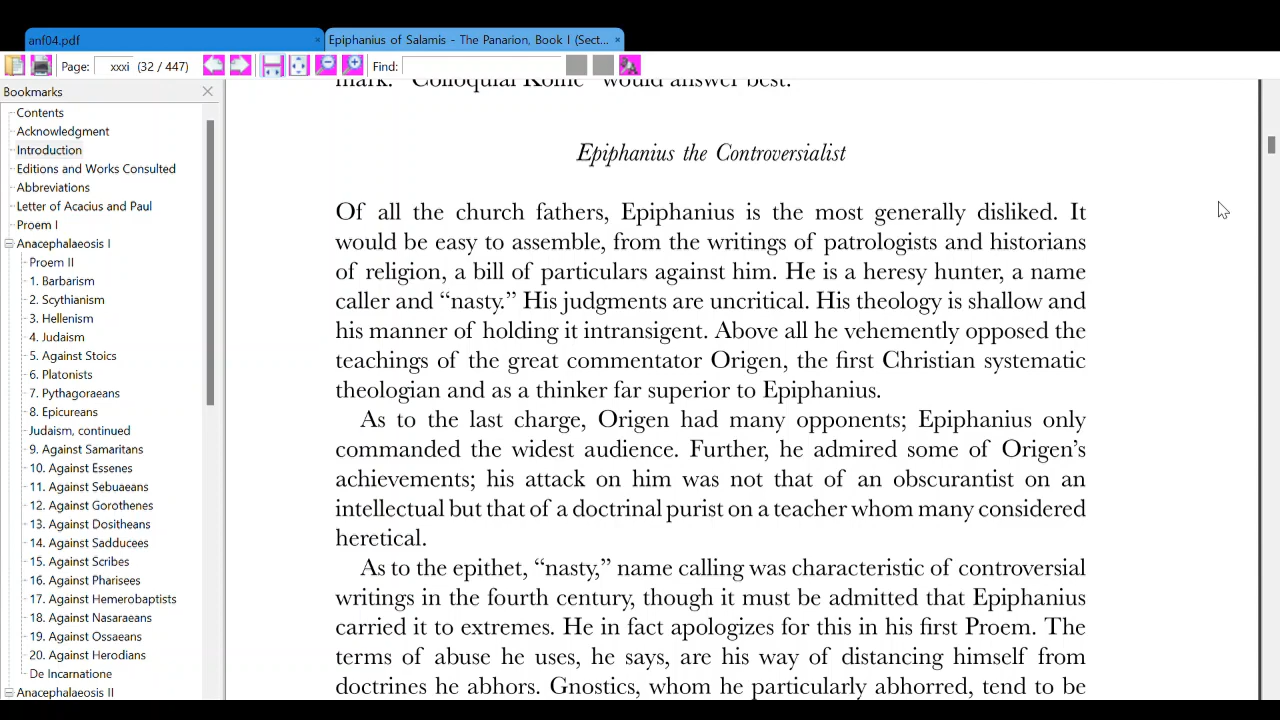 anf04.pdf × Epiphanius of Salamis - The Panarion, Book I (Sect... ×
Page: xxxi (32 / 447) Find:
Bookmarks
Contents
Acknowledgment
Introduction
Editions and Works Consulted
Abbreviations
Letter of Acacius and Paul
Proem I
Anacephalaeosis I
Proem II
1. Barbarism
2. Scythianism
3. Hellenism
4. Judaism
5. Against Stoics
6. Platonists
7. Pythagoraeans
8. Epicureans
Judaism, continued
9. Against Samaritans
10. Against Essenes
11. Against Sebuaeans
12. Against Gorothenes
13. Against Dositheans
14. Against Sadducees
15. Against Scribes
16. Against Pharisees
17. Against Hemerobaptists
18. Against Nasaraeans
19. Against Ossaeans
20. Against Herodians
De Incarnatione
Anacephalaeosis II
mark. “Colloquial Koine” would answer best.
Epiphanius the Controversialist
Of all the church fathers, Epiphanius is the most generally disliked. It
would be easy to assemble, from the writings of patrologists and historians
of religion, a bill of particulars against him. He is a heresy hunter, a name
caller and “nasty.” His judgments are uncritical. His theology is shallow and
his manner of holding it intransigent. Above all he vehemently opposed the
teachings of the great commentator Origen, the first Christian systematic
theologian and as a thinker far superior to Epiphanius.
As to the last charge, Origen had many opponents; Epiphanius only
commanded the widest audience. Further, he admired some of Origen’s
achievements; his attack on him was not that of an obscurantist on an
intellectual but that of a doctrinal purist on a teacher whom many considered
heretical.
As to the epithet, “nasty,” name calling was characteristic of controversial
writings in the fourth century, though it must be admitted that Epiphanius
carried it to extremes. He in fact apologizes for this in his first Proem. The
terms of abuse he uses, he says, are his way of distancing himself from
doctrines he abhors. Gnostics, whom he particularly abhorred, tend to be